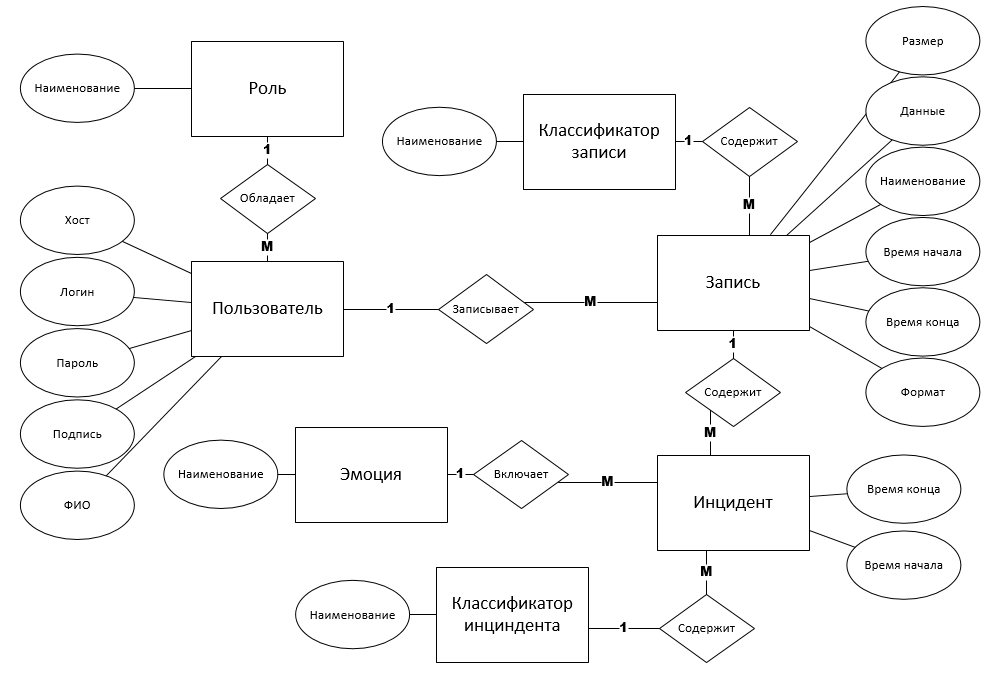 Размер
Роль
Наименование
Данные
Классификатор
записи
Наименование
1
Содержит
1
Наименование
Обладает
М
Хост
М
Время начала
Запись
Логин
Пользователь
1
Записывает
М
Время конца
1
Пароль
Содержит
Формат
Подпись
М
Наименование
Эмоция
1
Включает
М
Инцидент
Время конца
ФИО
Время начала
М
Классификатор
инциндента
Наименование
1
Содержит